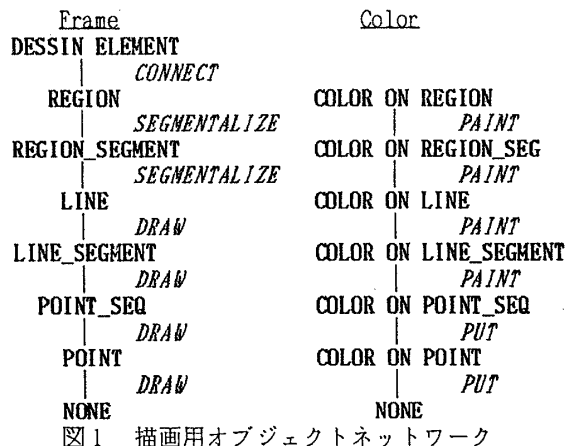 Frame Color
DESSIN ELEMENT
CONNECT
REGION COLOR ON REGION
SEGMENTALIZE PAINT
REGION_SEGMENT COLOR ON REGION_SEG
SEGMENTALIZE PAINT
LINE COLOR ON LINE
DRAW PAINT
LINE_SEGMENT COLOR ON LINE_SEGMENT
DRAW PAINT
POINT_SEQ COLOR ON POINT_SEQ
DRAW PUT
POINT COLOR ON POINT
DRAW PUT
NONE NONE
図1 描画用オブジェクトネットワーク